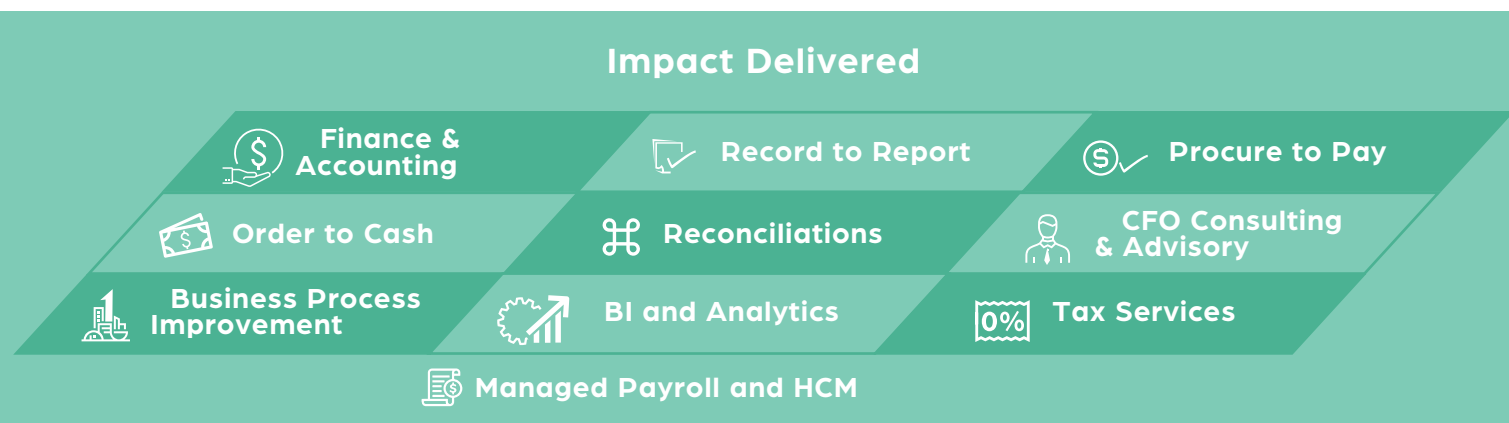 Impact Delivered
Finance &
Accounting
Record to Report
Procure to Pay
Order to Cash
Reconciliations
CFO Consulting
& Advisory
Business Process
Improvement
BI and Analytics
0%
Tax Services
Managed Payroll and HCM